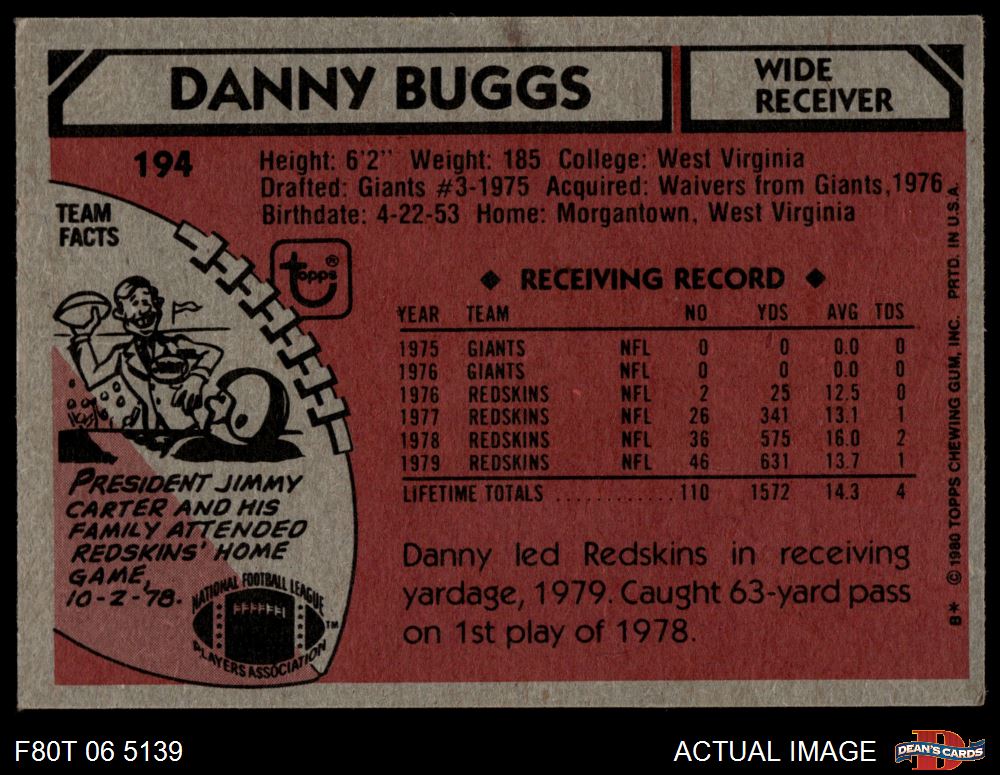 DANNY BUGGS
WIDE
RECEIVER
194
Height: 6'2" Weight: 185 College: West Virginia
Drafted: Giants #3-1975 Acquired: Waivers from Giants, 1976
Birthdate: 4-22-53 Home: Morgantown, West Virginia
TEAM
FACTS
topps®
PRESIDENT JIMMY
CARTER AND HIS
FAMILY ATTENDED
REDSKINS' HOME
GAME,
10-2-'78.
NATIONAL FOOTBALL LEAGUE
PLAYERS ASSOCIATION
TM
◆ RECEIVING RECORD ◆
YEAR TEAM NO YDS AVG TDS
1975 GIANTS NFL 0 0 0.0 0
1976 GIANTS NFL 0 0 0.0 0
1976 REDSKINS NFL 2 25 12.5 0
1977 REDSKINS NFL 26 341 13.1 1
1978 REDSKINS NFL 36 575 16.0 2
1979 REDSKINS NFL 46 631 13.7 1
LIFETIME TOTALS ............ 110 1572 14.3 4
Danny led Redskins in receiving
yardage, 1979. Caught 63-yard pass
on 1st play of 1978.
B* © 1980 TOPPS CHEWING GUM, INC. PRTD. IN U.S.A.
F80T 06 5139
ACTUAL IMAGE
DEAN'S CARDS